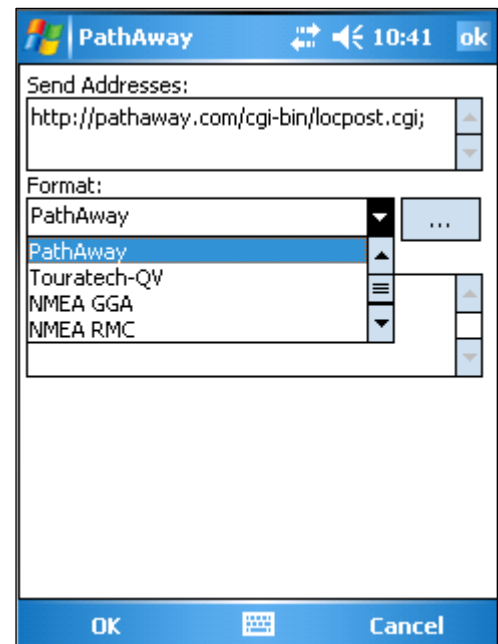 PathAway 10:41 ok
Send Addresses:
http://pathaway.com/cgi-bin/locpost.cgi;
Format:
PathAway ...
PathAway
Touratech-QV
NMEA GGA
NMEA RMC
OK Cancel